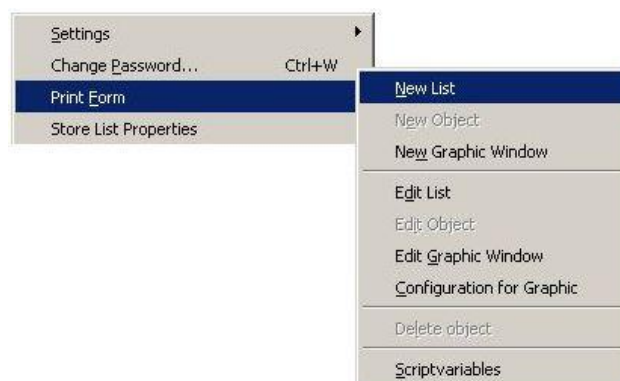 Settings
Change Password... Ctrl+W
Print Form
Store List Properties
New List
New Object
New Graphic Window
Edit List
Edit Object
Edit Graphic Window
Configuration for Graphic
Delete object
Scriptvariables